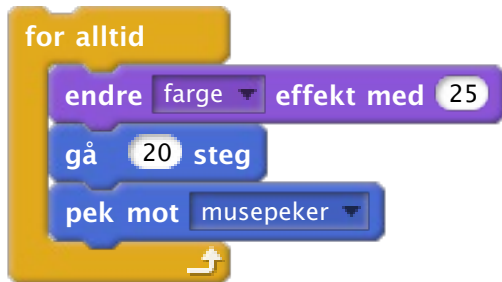 for alltid
endre farge effekt med 25
gå 20 steg
pek mot musepeker